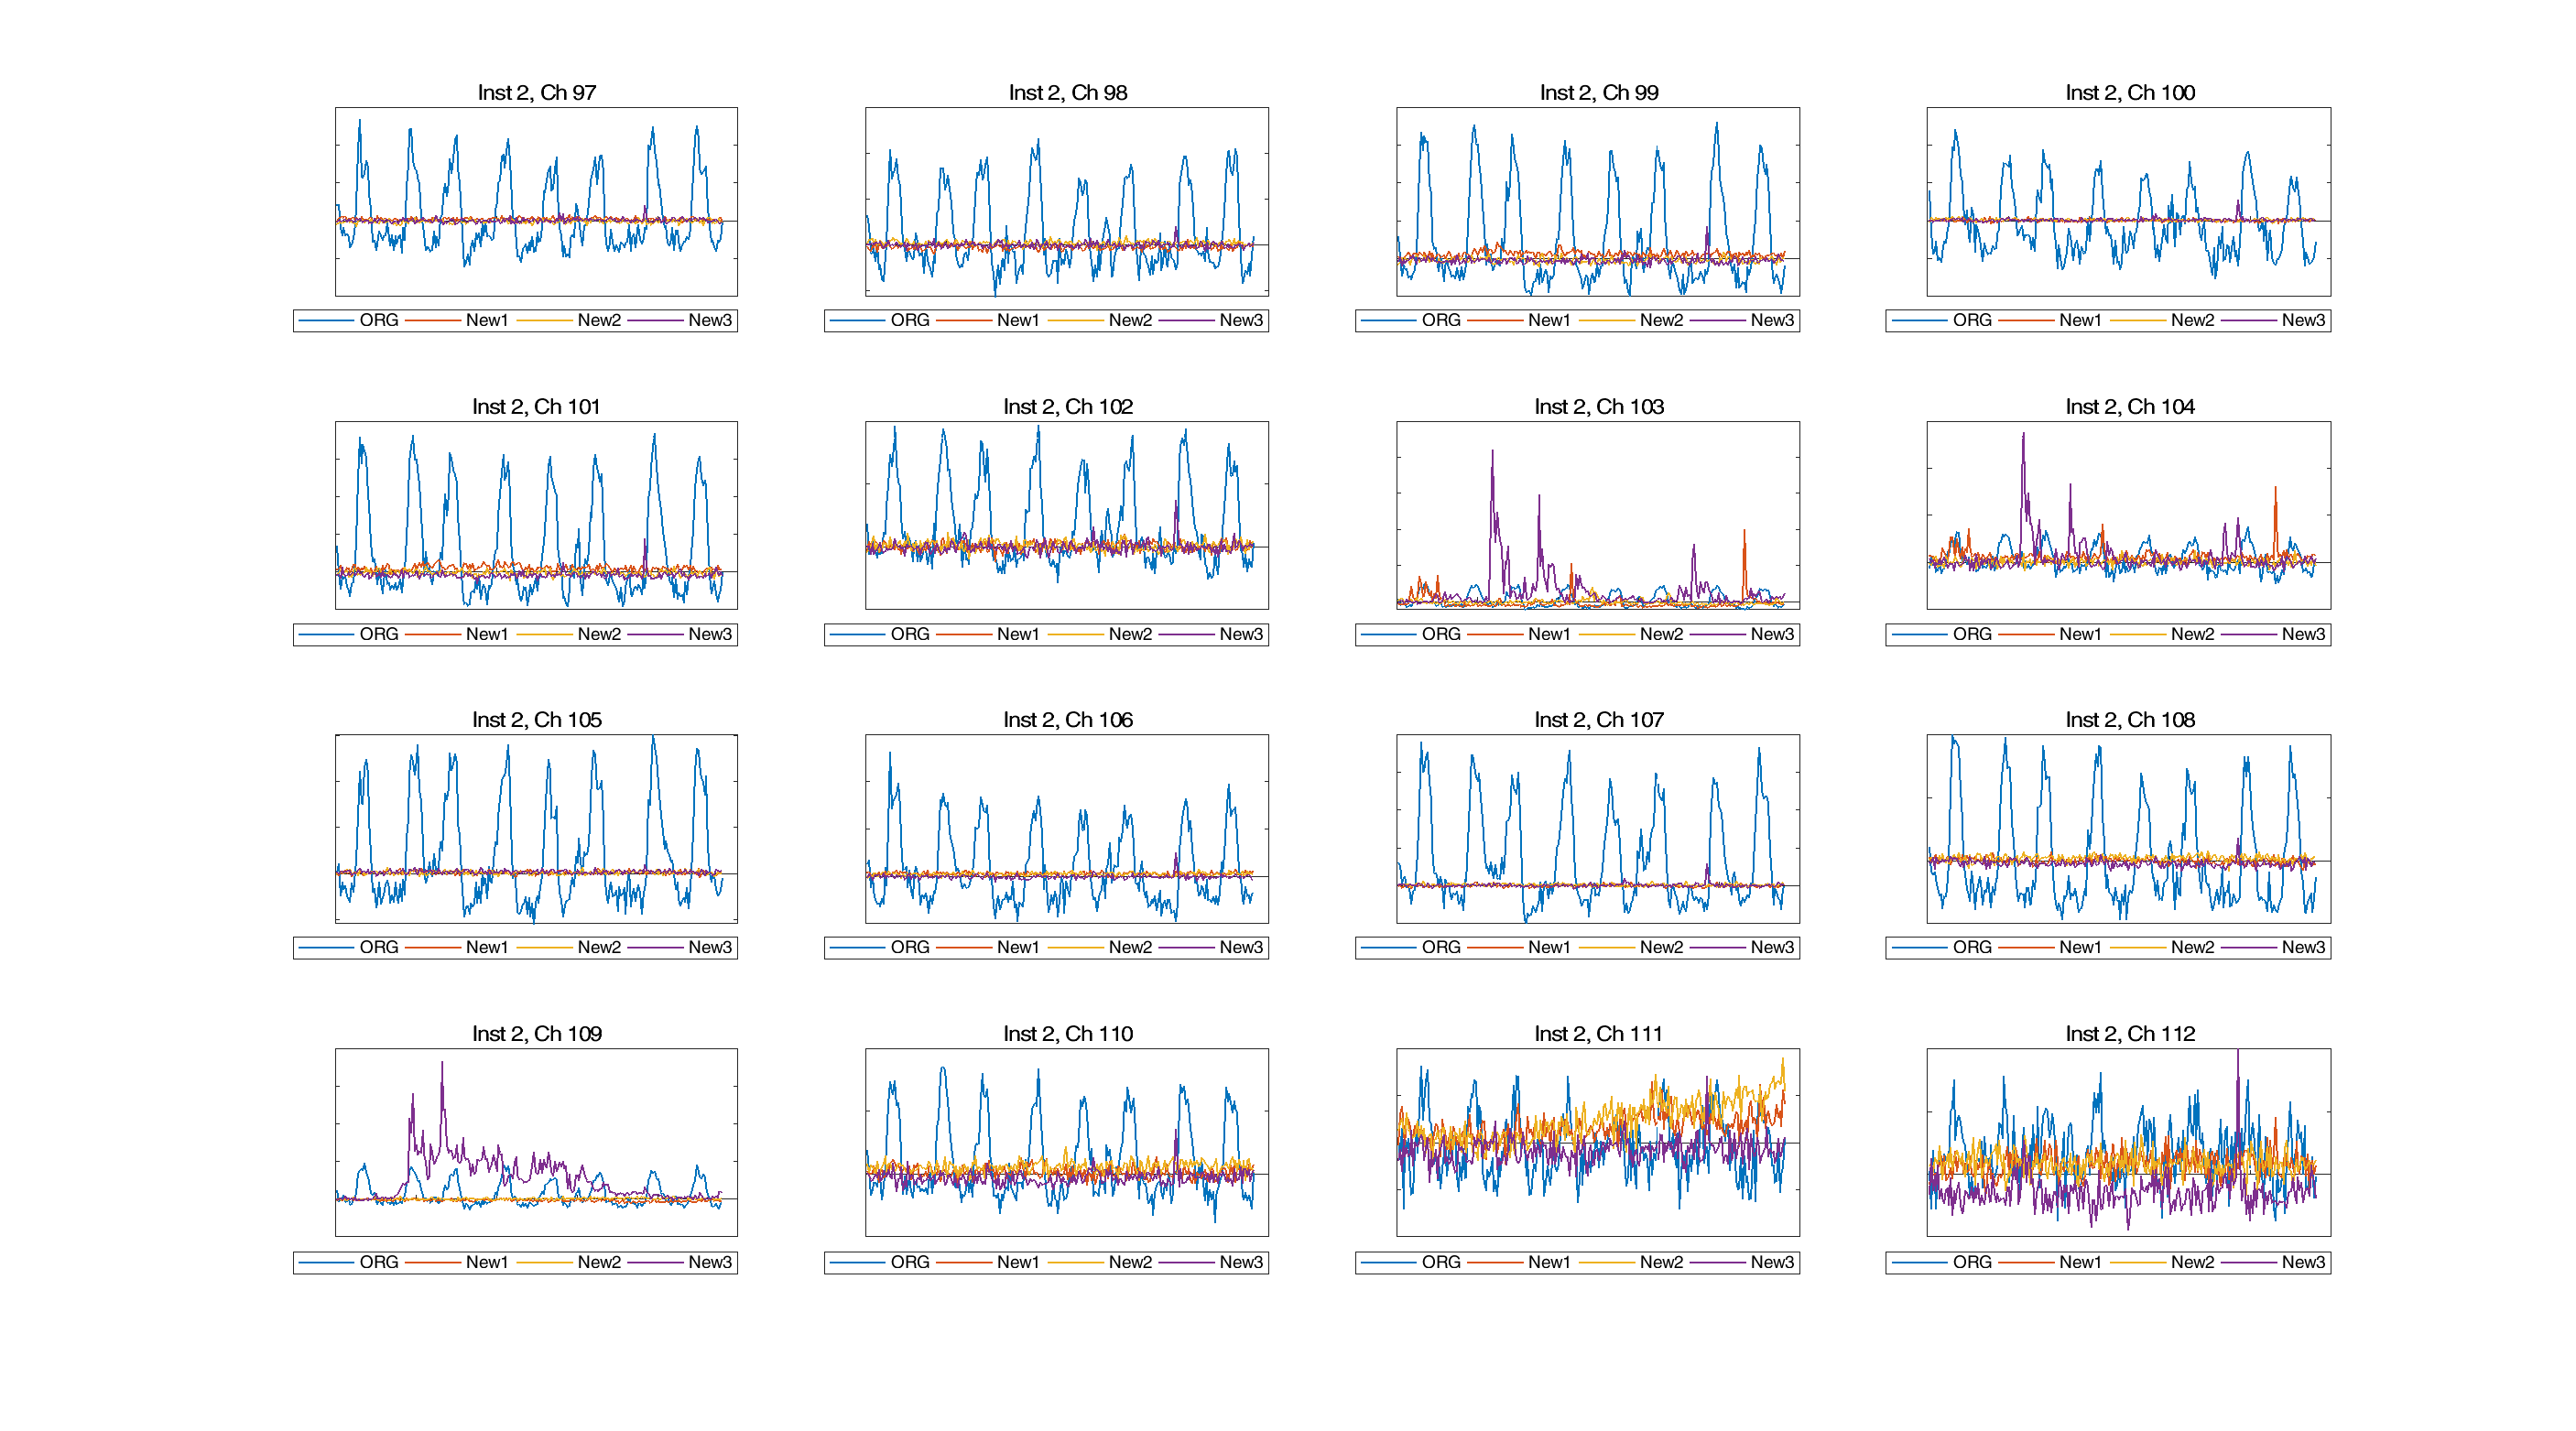 Inst 2, Ch 97
Inst 2, Ch 98
Inst 2, Ch 99
Inst 2, Ch 100
ORG New1 New2 New3
ORG New1 New2 New3
ORG New1 New2 New3
ORG New1 New2 New3
Inst 2, Ch 101
Inst 2, Ch 102
Inst 2, Ch 103
Inst 2, Ch 104
ORG New1 New2 New3
ORG New1 New2 New3
ORG New1 New2 New3
ORG New1 New2 New3
Inst 2, Ch 105
Inst 2, Ch 106
Inst 2, Ch 107
Inst 2, Ch 108
ORG New1 New2 New3
ORG New1 New2 New3
ORG New1 New2 New3
ORG New1 New2 New3
Inst 2, Ch 109
Inst 2, Ch 110
Inst 2, Ch 111
Inst 2, Ch 112
ORG New1 New2 New3
ORG New1 New2 New3
ORG New1 New2 New3
ORG New1 New2 New3